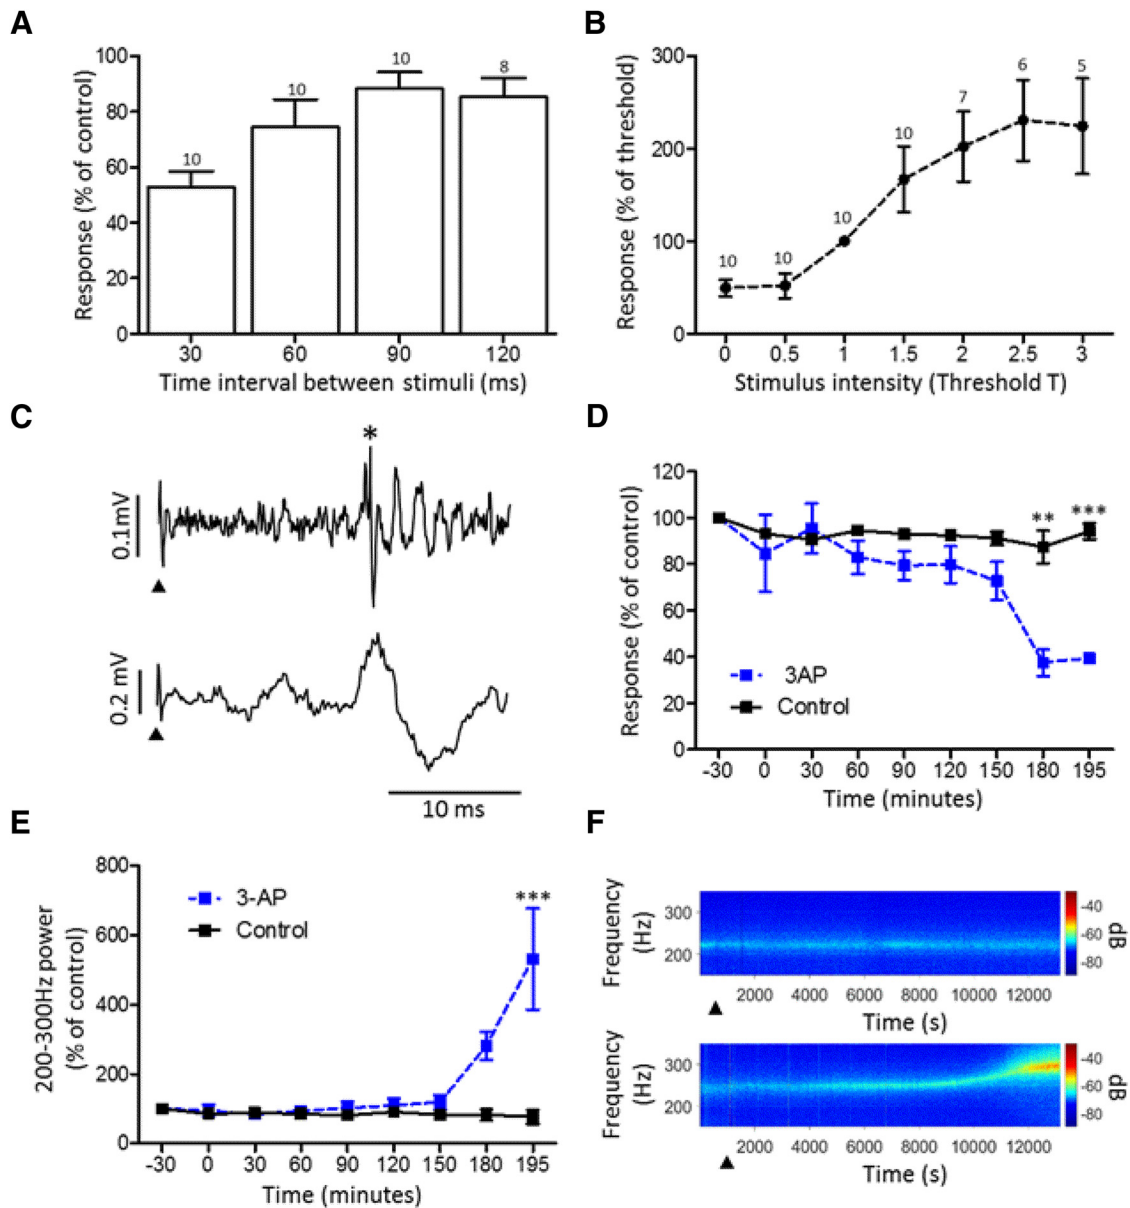 A
Response (% of control)
100
80
60
40
20
0
10
10
10
8
30 60 90 120
Time interval between stimuli (ms)
B
Response (% of threshold)
300
200
100
0
10
10
10
10
7
6
5
0 0.5 1 1.5 2 2.5 3
Stimulus intensity (Threshold T)
C
*
0.1mV
0.2 mV
10 ms
D
Response (% of control)
120
100
80
60
40
20
0
**
***
3AP
Control
-30 0 30 60 90 120 150 180 195
Time (minutes)
E
200-300Hz power
(% of control)
800
600
400
200
0
***
3-AP
Control
-30 0 30 60 90 120 150 180 195
Time (minutes)
F
Frequency
(Hz)
300
200
2000 4000 6000 8000 10000 12000
Time (s)
-40
-60
-80
dB
Frequency
(Hz)
300
200
2000 4000 6000 8000 10000 12000
Time (s)
-40
-60
-80
dB